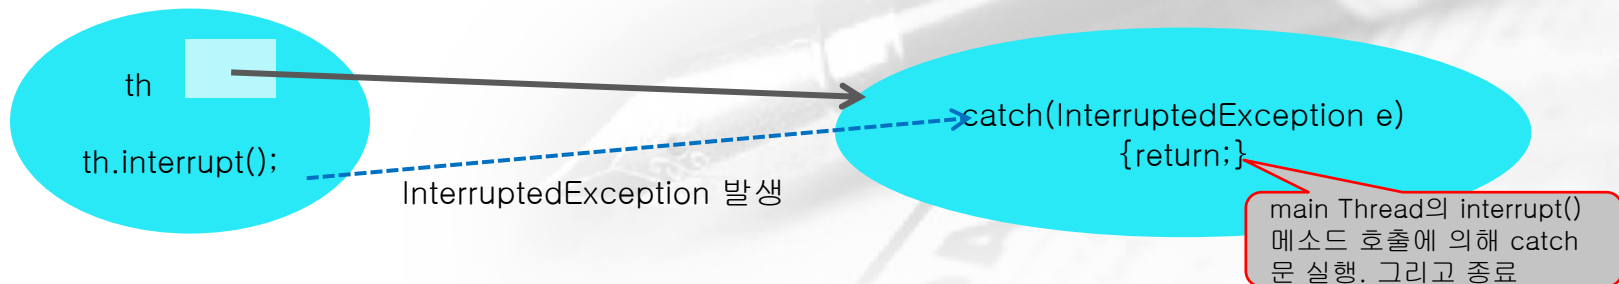 th
th.interrupt();
InterruptedException 발생
catch(InterruptedException e)
{return;}
main Thread의 interrupt()
메소드 호출에 의해 catch
문 실행. 그리고 종료